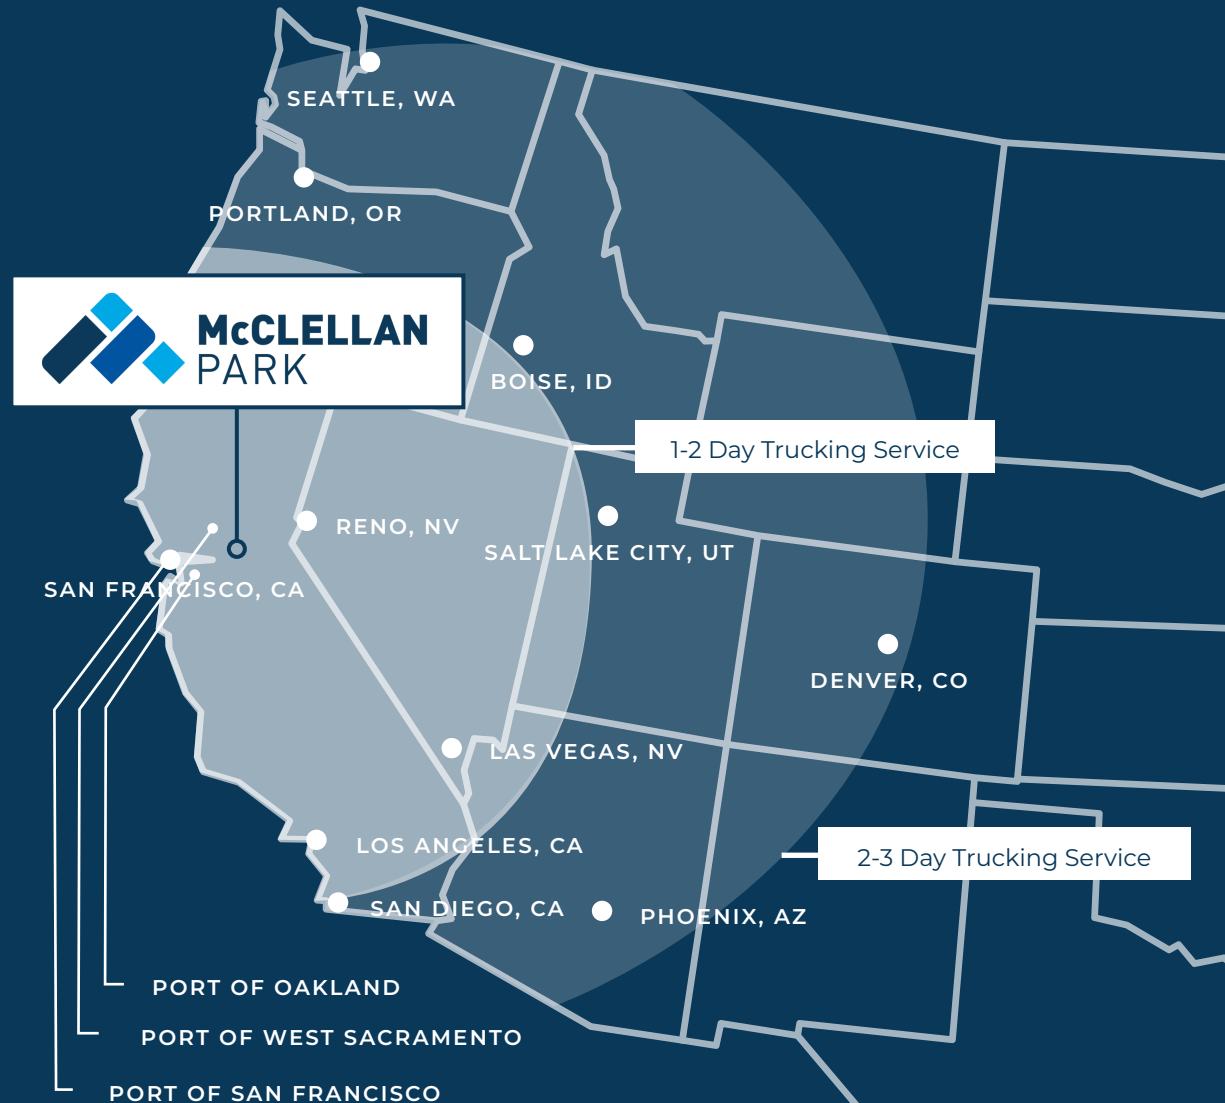 SEATTLE, WA
PORTLAND, OR
McCLELLAN
PARK
BOISE, ID
1-2 Day Trucking Service
RENO, NV
SALT LAKE CITY, UT
SAN FRANCISCO, CA
DENVER, CO
LAS VEGAS, NV
LOS ANGELES, CA
2-3 Day Trucking Service
SAN DIEGO, CA
PHOENIX, AZ
PORT OF OAKLAND
PORT OF WEST SACRAMENTO
PORT OF SAN FRANCISCO